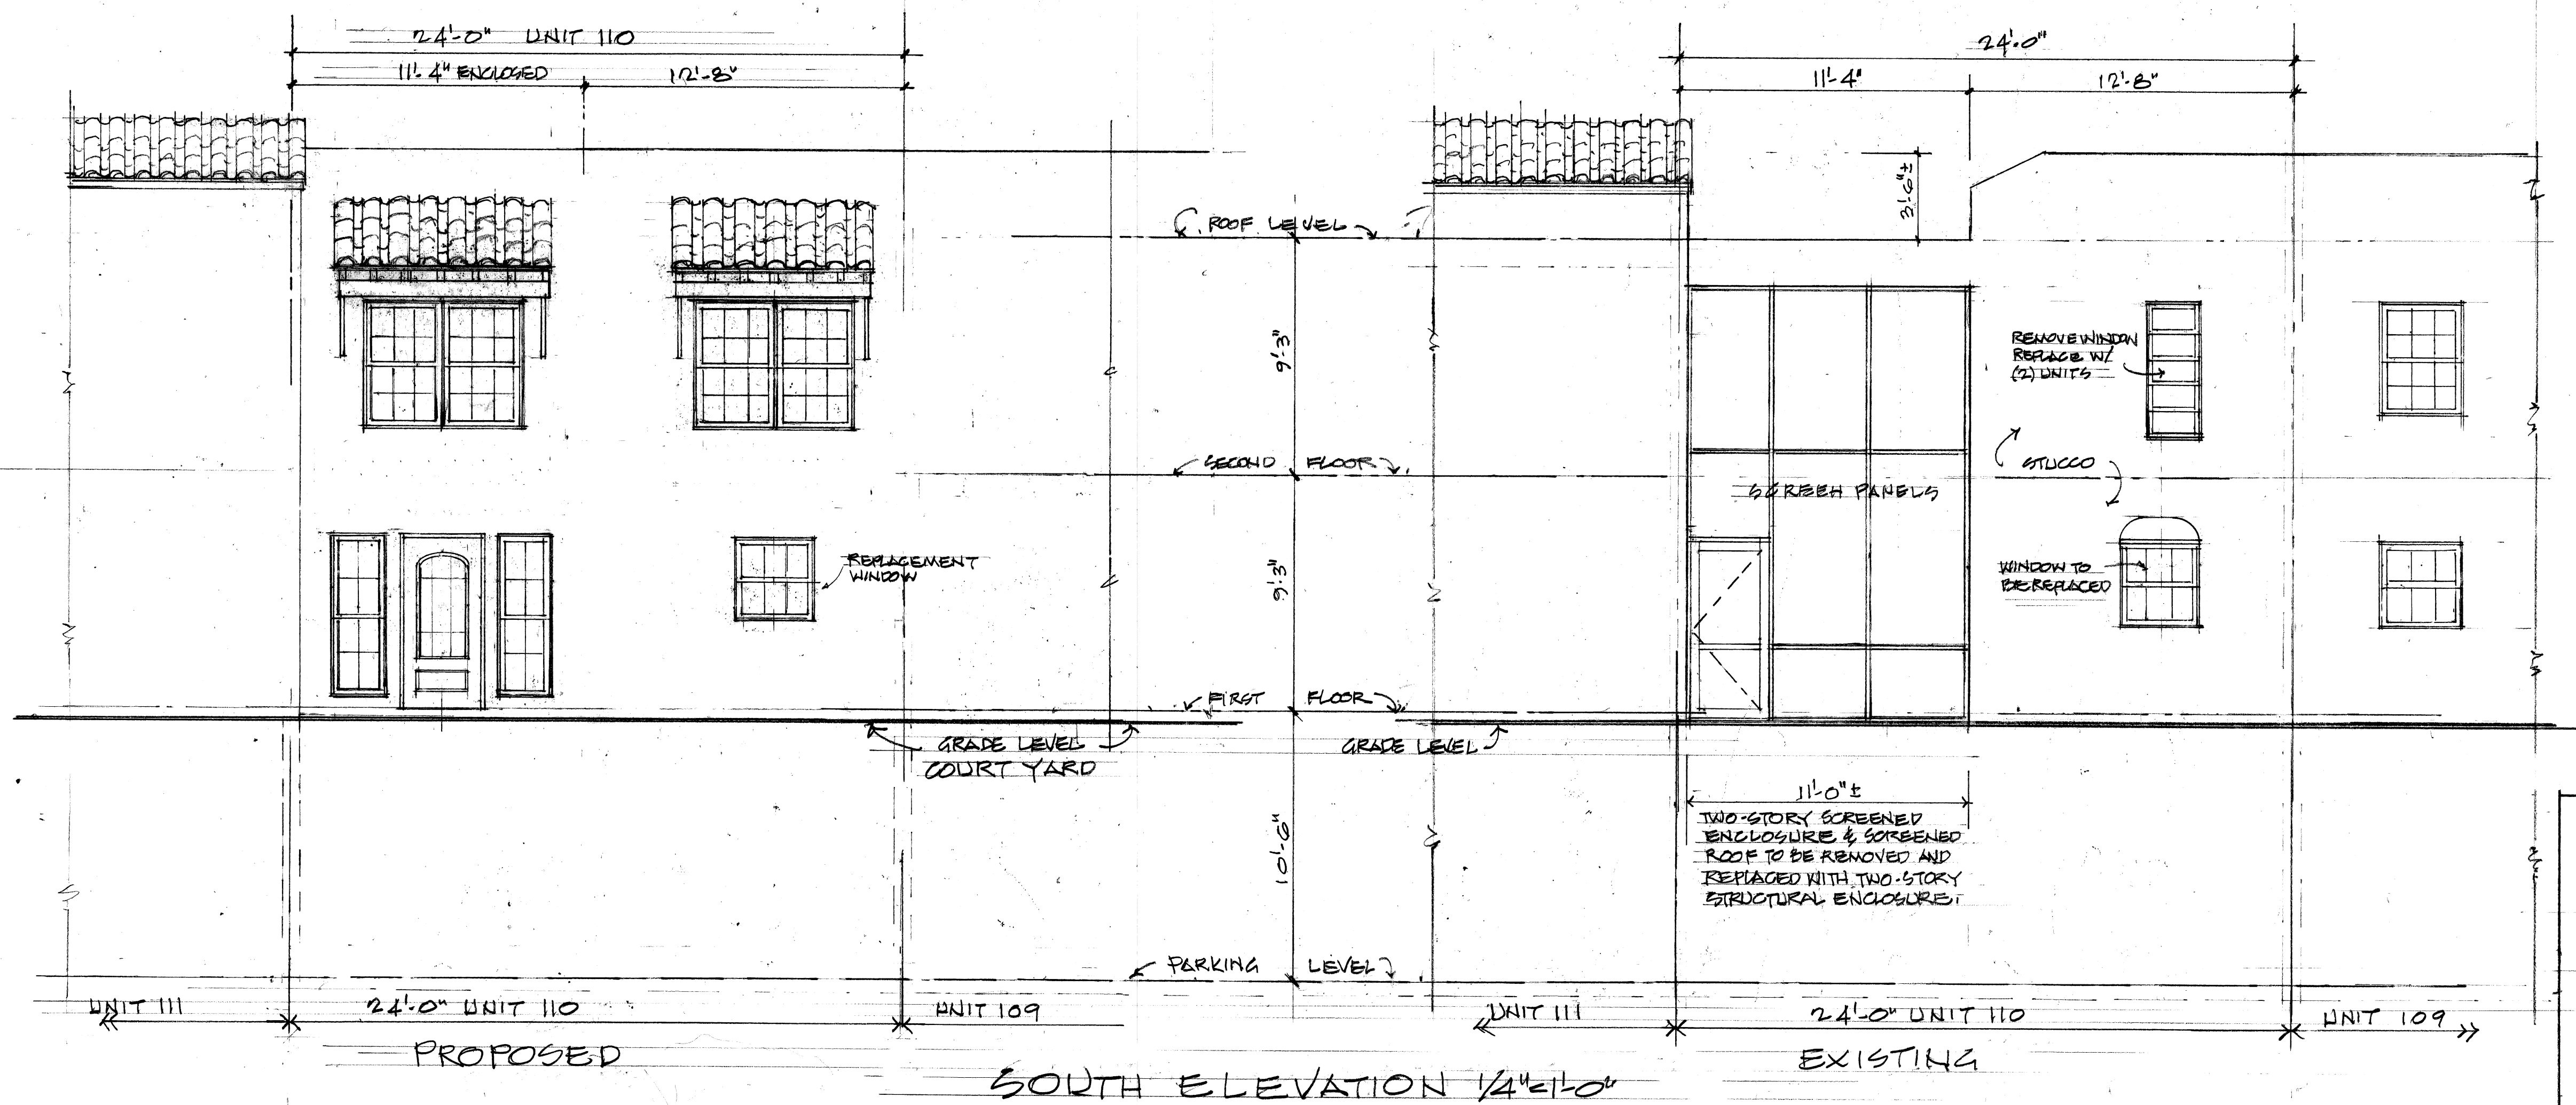 24'-0" UNIT 110
11'-4" ENCLOSED
12'-8"
REPLACEMENT
WINDOW
GRADE LEVEL
COURT YARD
UNIT 111
24'-0" UNIT 110
UNIT 109
PROPOSED
ROOF LEVEL
9'-3"
SECOND FLOOR
9'-3"
FIRST FLOOR
10'-6"
PARKING LEVEL
24'-0"
11'-4"
12'-8"
3'-6"±
REMOVE WINDOW
REPLACE W/
(2) UNITS
STUCCO
SCREEN PANELS
WINDOW TO
BE REPLACED
GRADE LEVEL
11'-0"±
TWO-STORY SCREENED
ENCLOSURE & SCREENED
ROOF TO BE REMOVED AND
REPLACED WITH TWO-STORY
STRUCTURAL ENCLOSURE.
UNIT 111
24'-0" UNIT 110
UNIT 109
EXISTING
SOUTH ELEVATION 1/4"=1'-0"